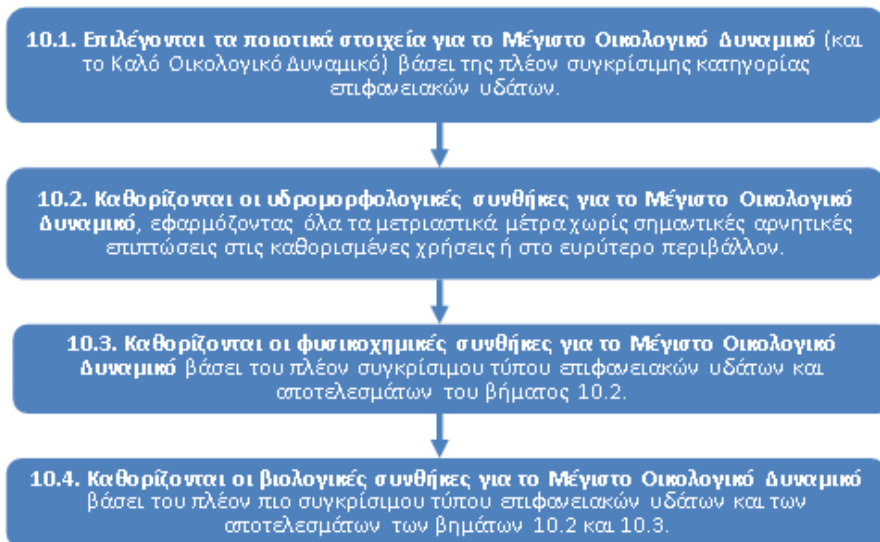 10.1. Επιλέγονται τα ποιοτικά στοιχεία για το Μέγιστο Οικολογικό Δυναμικό (και
το Καλό Οικολογικό Δυναμικό) βάσει της πλέον συγκρίσιμης κατηγορίας
επιφανειακών υδάτων.
10.2. Καθορίζονται οι υδρομορφολογικές συνθήκες για το Μέγιστο Οικολογικό
Δυναμικό, εφαρμόζοντας όλα τα μετριαστικά μέτρα χωρίς σημαντικές αρνητικές
επιπτώσεις στις καθορισμένες χρήσεις ή στο ευρύτερο περιβάλλον.
10.3. Καθορίζονται οι φυσικοχημικές συνθήκες για το Μέγιστο Οικολογικό
Δυναμικό βάσει του πλέον συγκρίσιμου τύπου επιφανειακών υδάτων και
αποτελεσμάτων του βήματος 10.2.
10.4. Καθορίζονται οι βιολογικές συνθήκες για το Μέγιστο Οικολογικό Δυναμικό
βάσει του πλέον πιο συγκρίσιμου τύπου επιφανειακών υδάτων και των
αποτελεσμάτων των βημάτων 10.2 και 10.3.